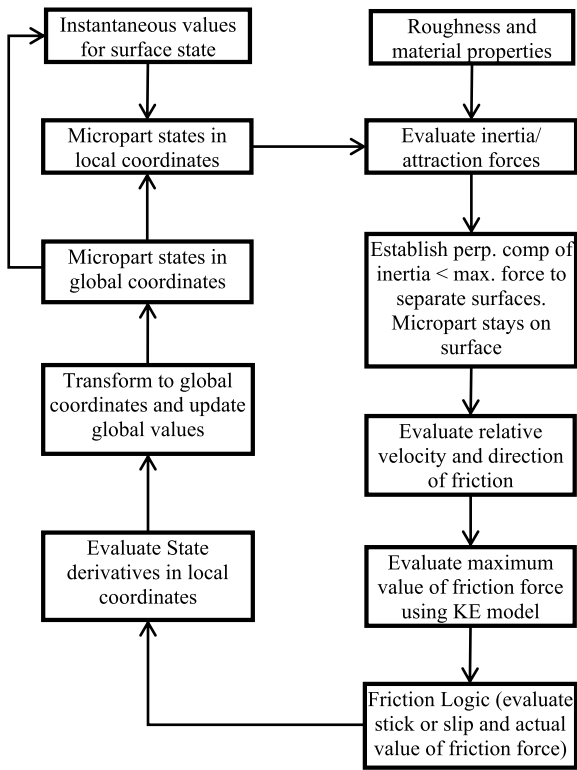 Instantaneous values
for surface state
Roughness and
material properties
Micropart states in
local coordinates
Evaluate inertia/
attraction forces
Micropart states in
global coordinates
Establish perp. comp of
inertia < max. force to
separate surfaces.
Micropart stays on
surface
Transform to global
coordinates and update
global values
Evaluate relative
velocity and direction
of friction
Evaluate State
derivatives in local
coordinates
Evaluate maximum
value of friction force
using KE model
Friction Logic (evaluate
stick or slip and actual
value of friction force)